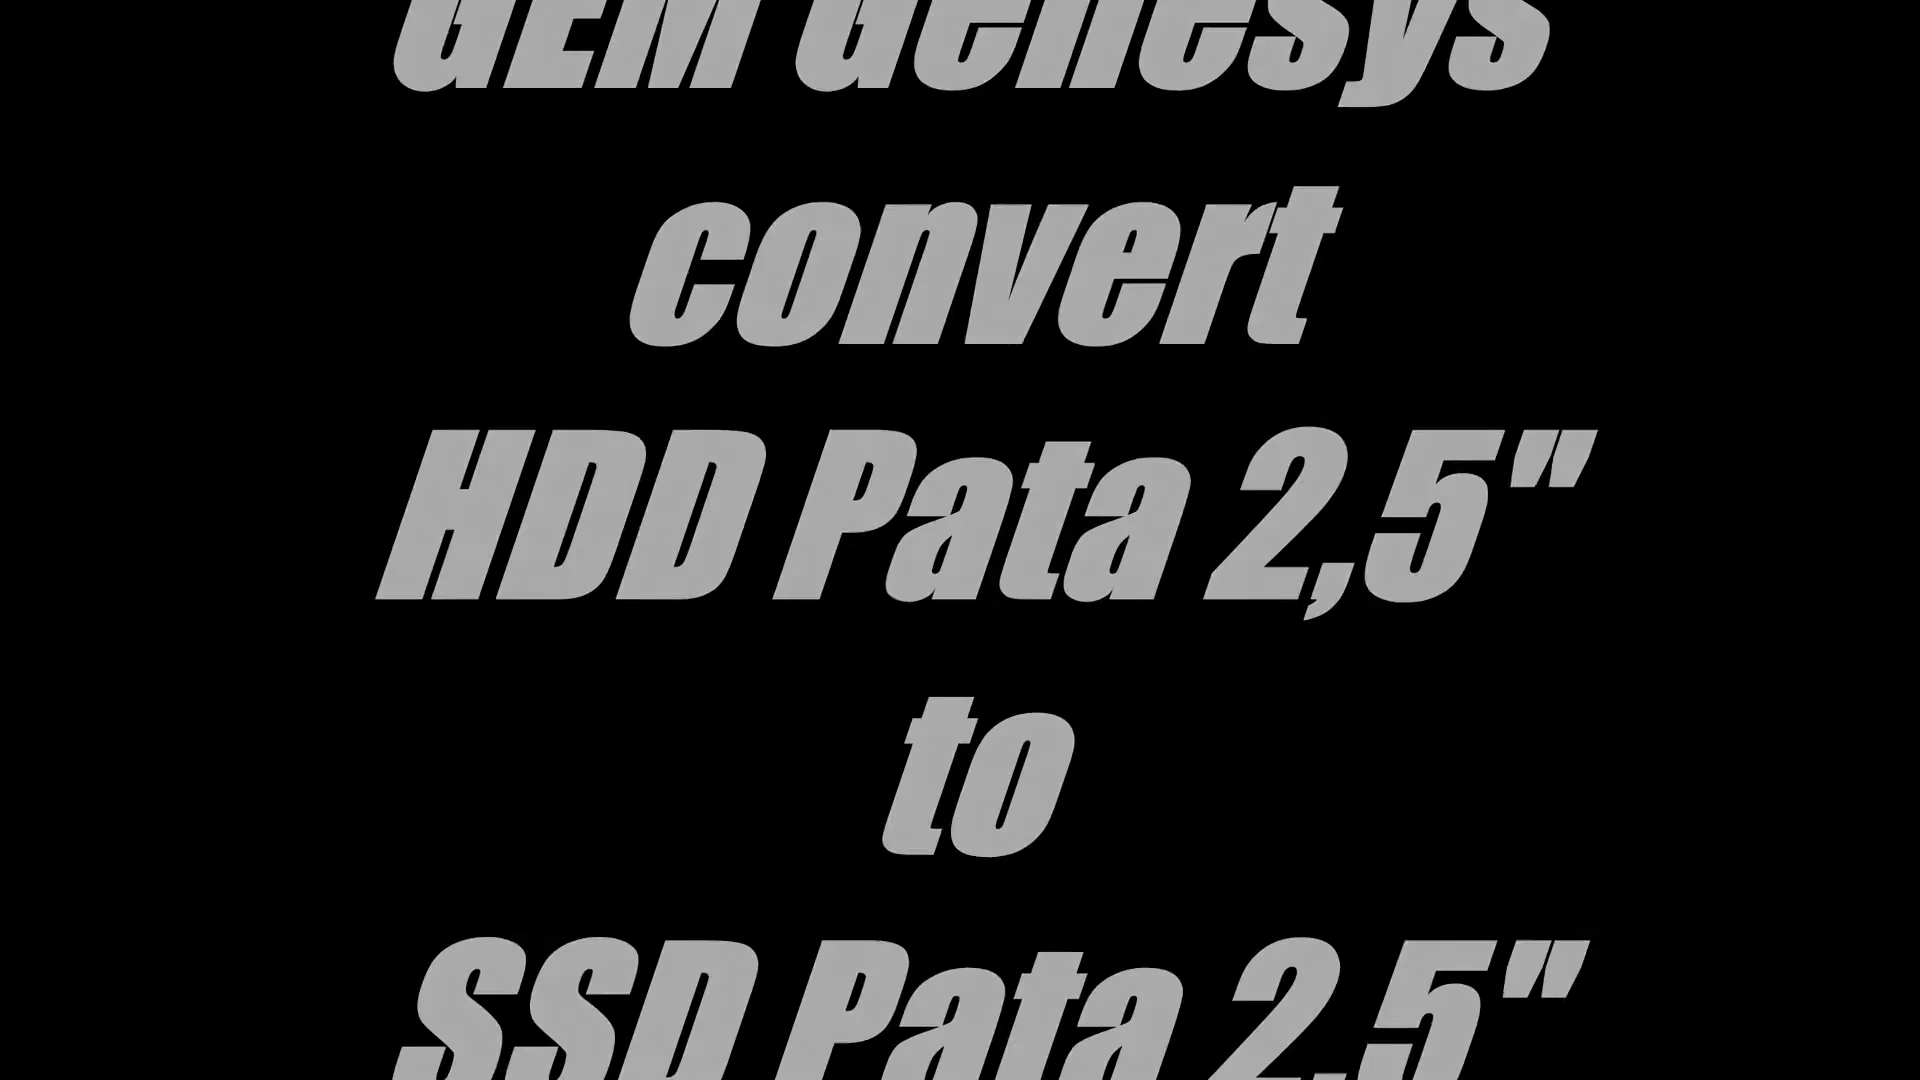 GEM Genesys
convert
HDD Pata 2,5"
to
SSD Pata 2,5"